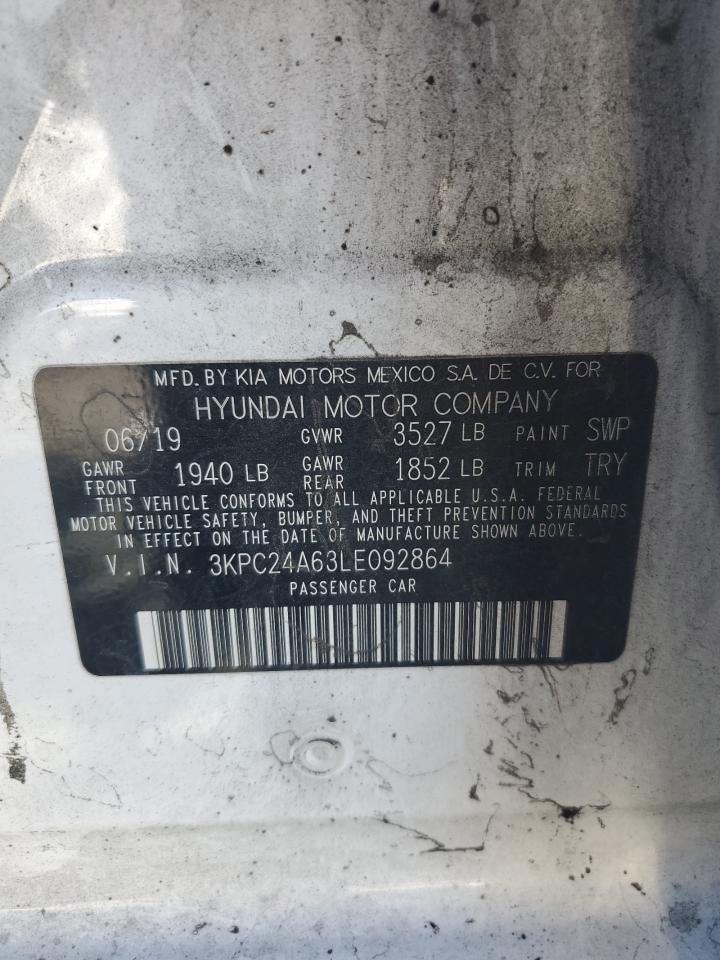 MFD. BY KIA MOTORS MEXICO S.A. DE C.V. FOR
HYUNDAI MOTOR COMPANY
06/19 GVWR 3527 LB PAINT SWP
GAWR FRONT 1940 LB GAWR REAR 1852 LB TRIM TRY
THIS VEHICLE CONFORMS TO ALL APPLICABLE U.S.A. FEDERAL
MOTOR VEHICLE SAFETY, BUMPER, AND THEFT PREVENTION STANDARDS
IN EFFECT ON THE DATE OF MANUFACTURE SHOWN ABOVE.
V.I.N. 3KPC24A63LE092864
PASSENGER CAR